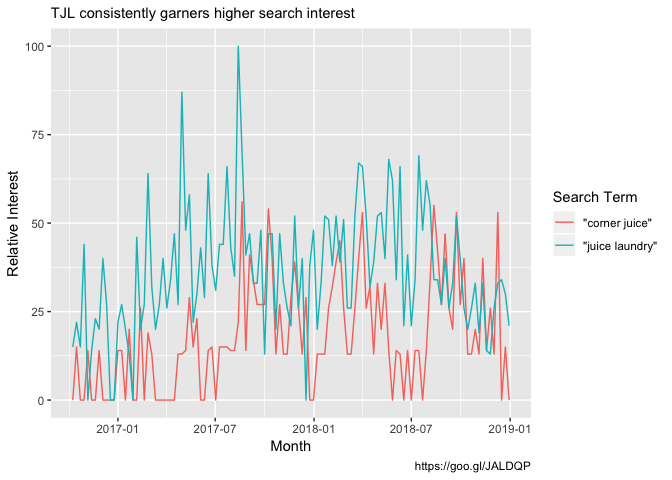 TJL consistently garners higher search interest
100
75
50
25
0
Relative Interest
2017-01 2017-07 2018-01 2018-07 2019-01
Month
Search Term
"corner juice"
"juice laundry"
https://goo.gl/JALDQP